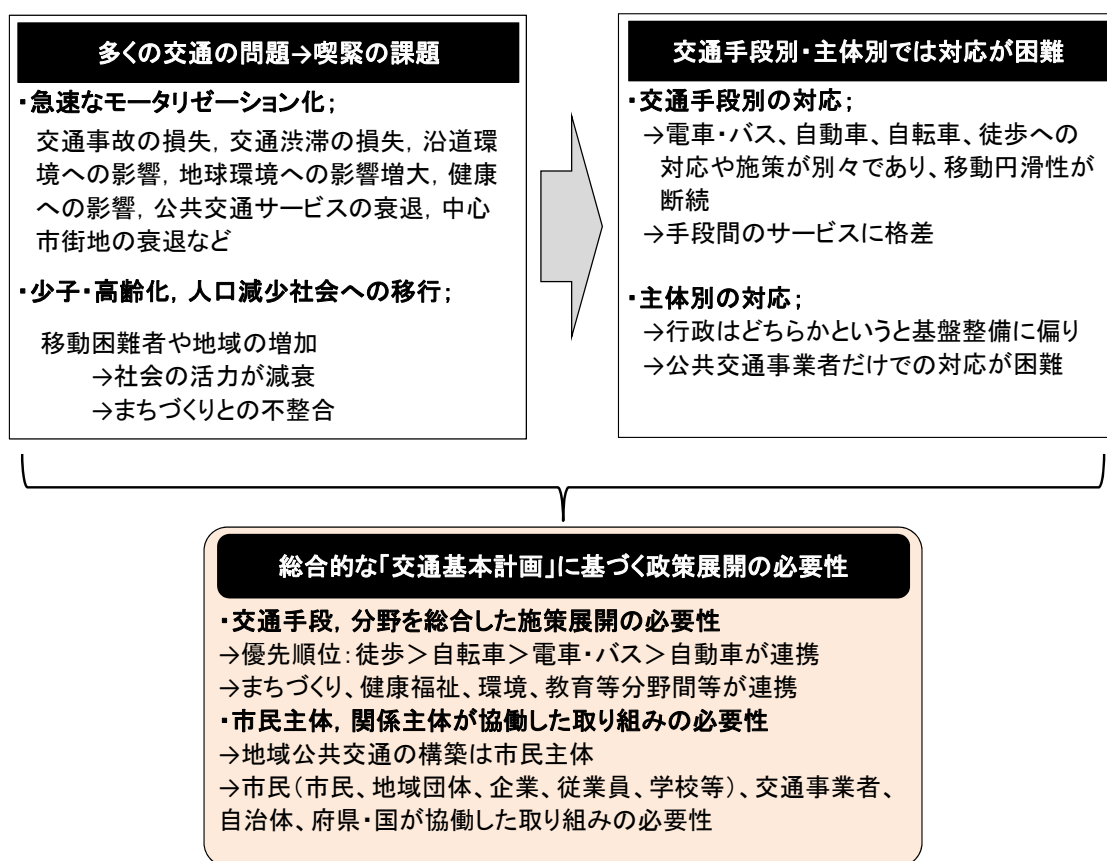 多くの交通の問題→喫緊の課題
・急速なモータリゼーション化;
交通事故の損失, 交通渋滞の損失, 沿道環
境への影響, 地球環境への影響増大, 健康
への影響, 公共交通サービスの衰退, 中心
市街地の衰退など
・少子・高齢化, 人口減少社会への移行;
移動困難者や地域の増加
→社会の活力が減衰
→まちづくりとの不整合
交通手段別・主体別では対応が困難
・交通手段別の対応;
→電車・バス、自動車、自転車、徒歩への
対応や施策が別々であり、移動円滑性が
断続
→手段間のサービスに格差
・主体別の対応;
→行政はどちらかというと基盤整備に偏り
→公共交通事業者だけでの対応が困難
総合的な「交通基本計画」に基づく政策展開の必要性
・交通手段, 分野を総合した施策展開の必要性
→優先順位:徒歩>自転車>電車・バス>自動車が連携
→まちづくり、健康福祉、環境、教育等分野間等が連携
・市民主体, 関係主体が協働した取り組みの必要性
→地域公共交通の構築は市民主体
→市民(市民、地域団体、企業、従業員、学校等)、交通事業者、
自治体、府県・国が協働した取り組みの必要性